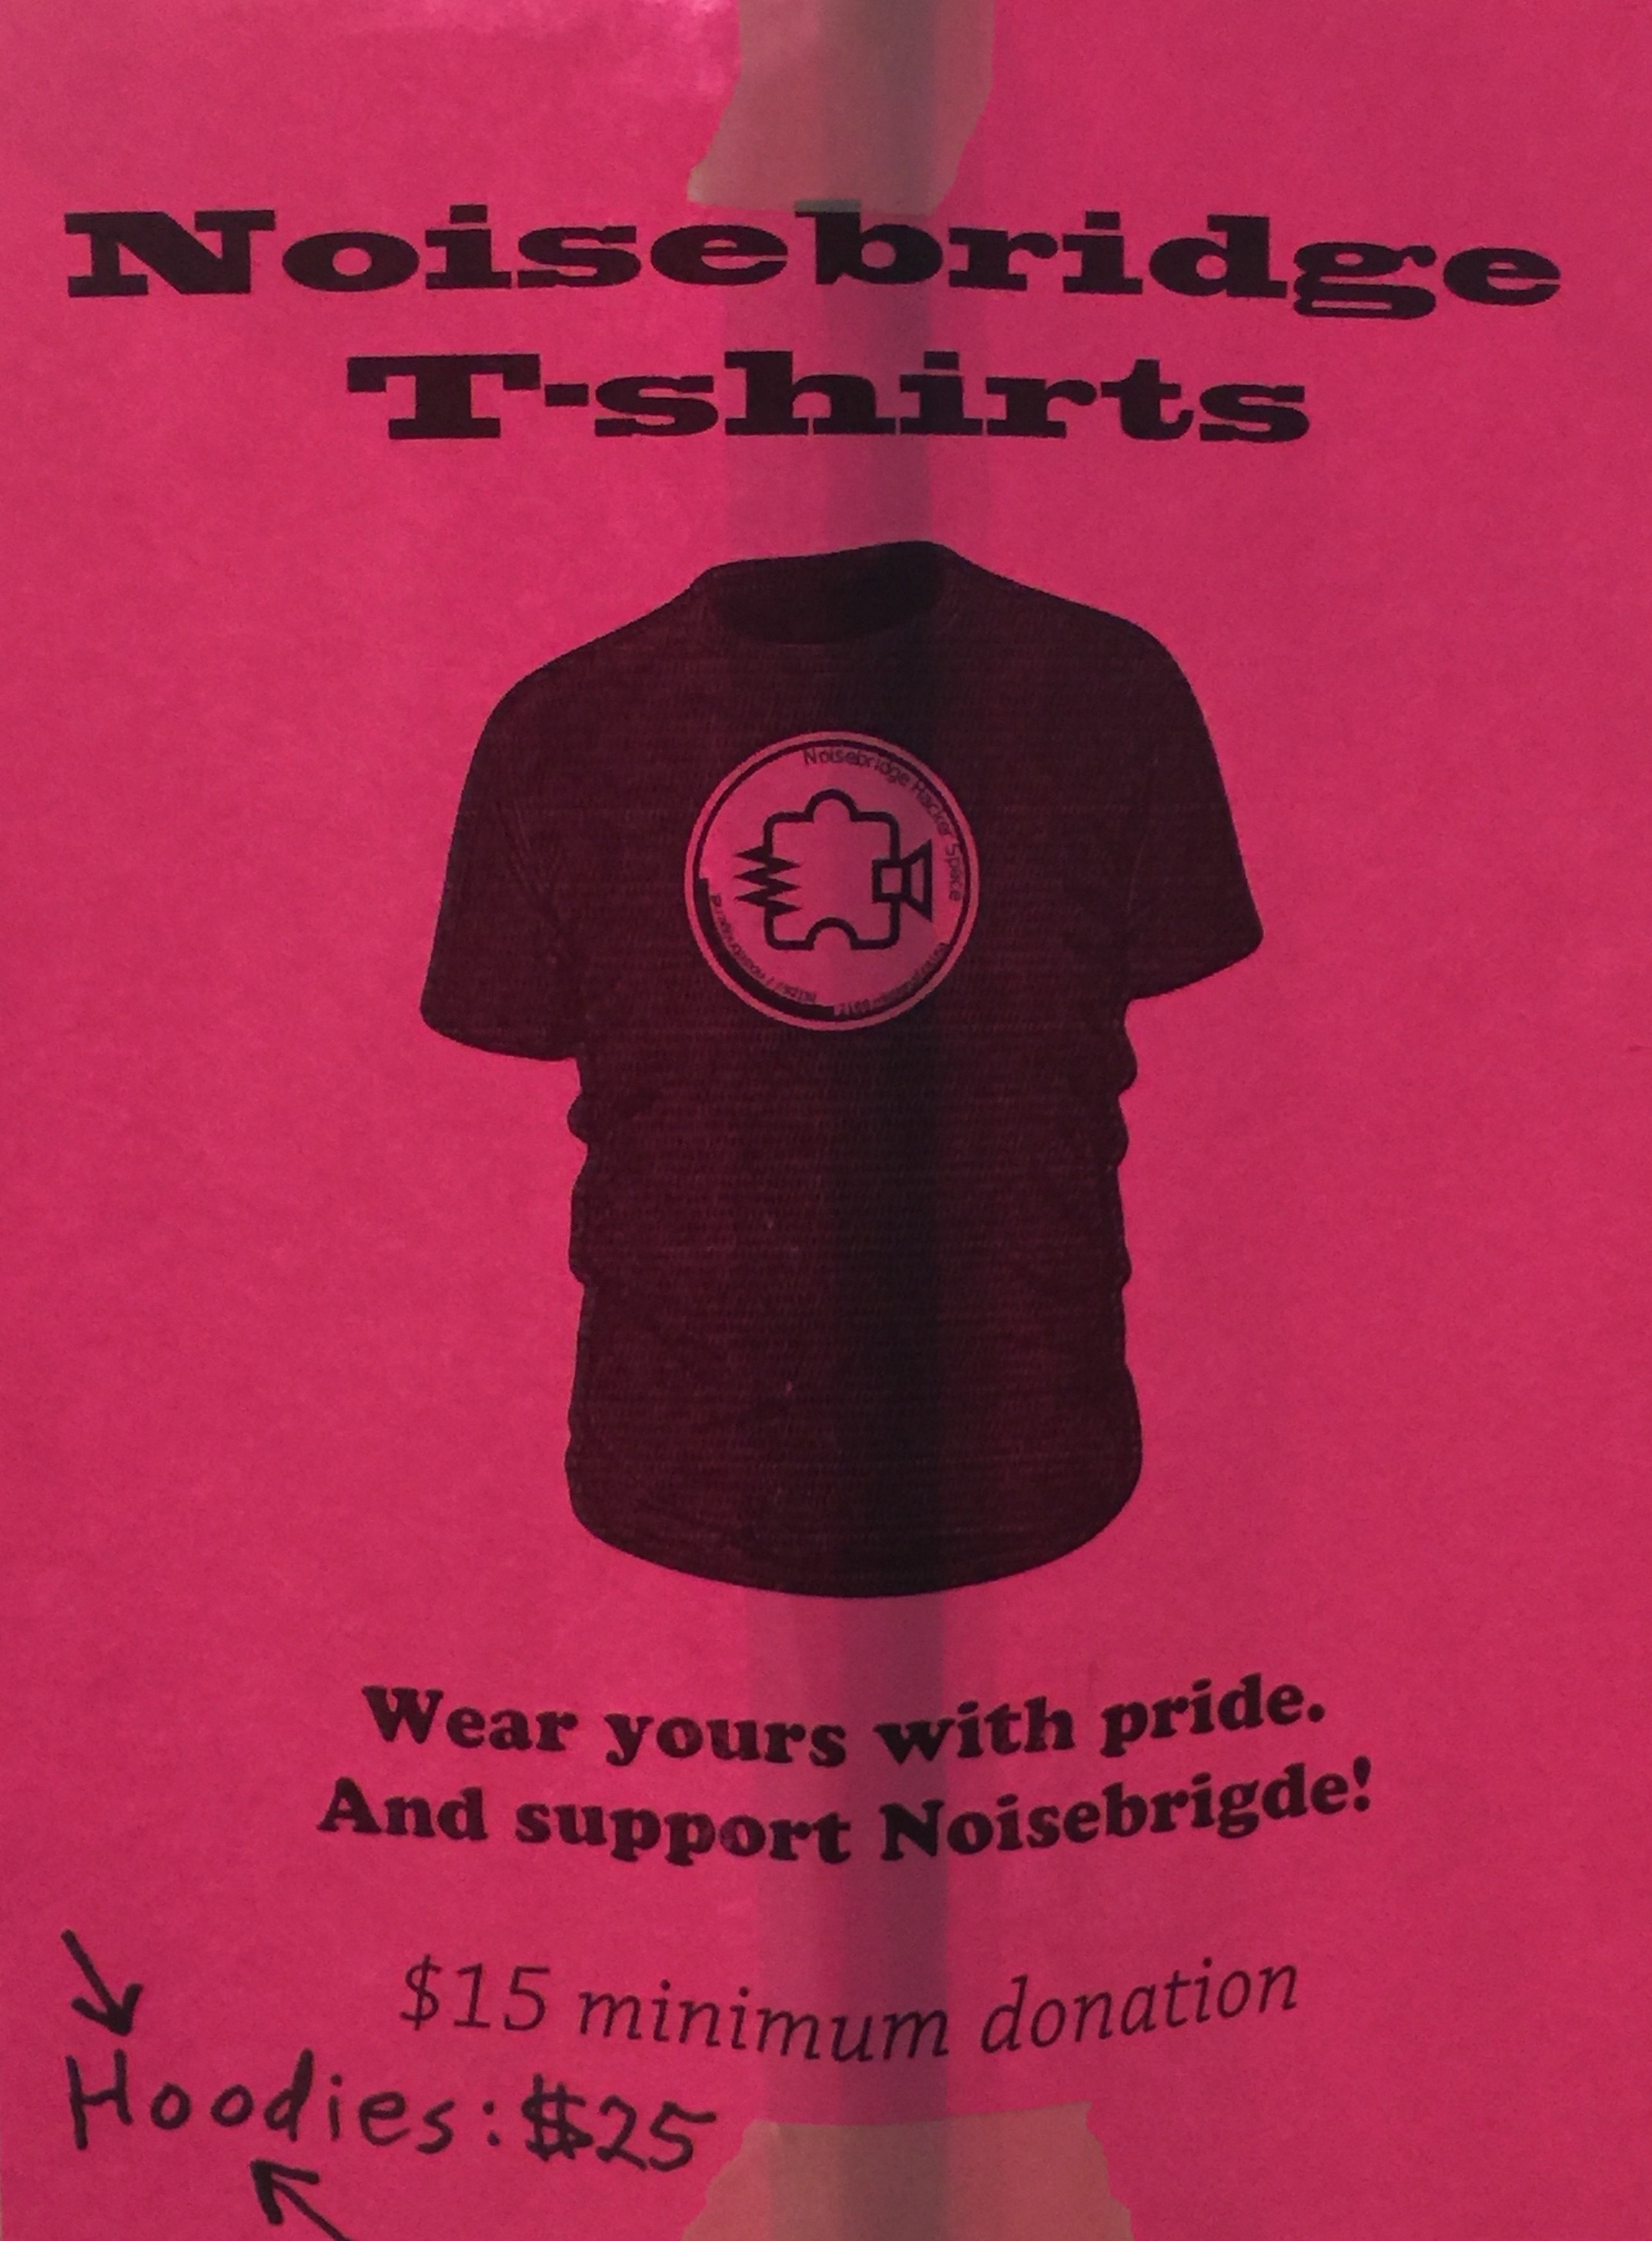 Noisebridge
T-shirts
Noisebridge Hacker Space
Wear yours with pride.
And support Noisebrigde!
$15 minimum donation
Hoodies: $25